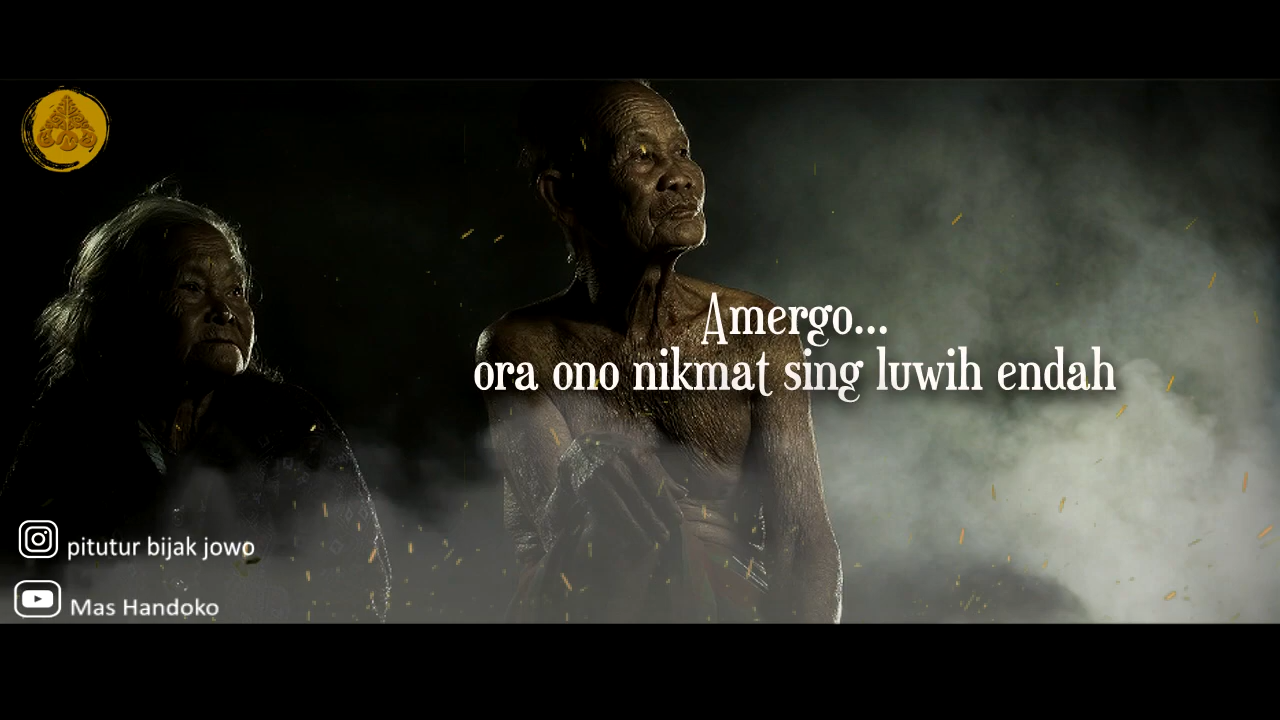 Amergo...
ora ono nikmat sing luwih endah
pitutur bijak jowo
Mas Handoko